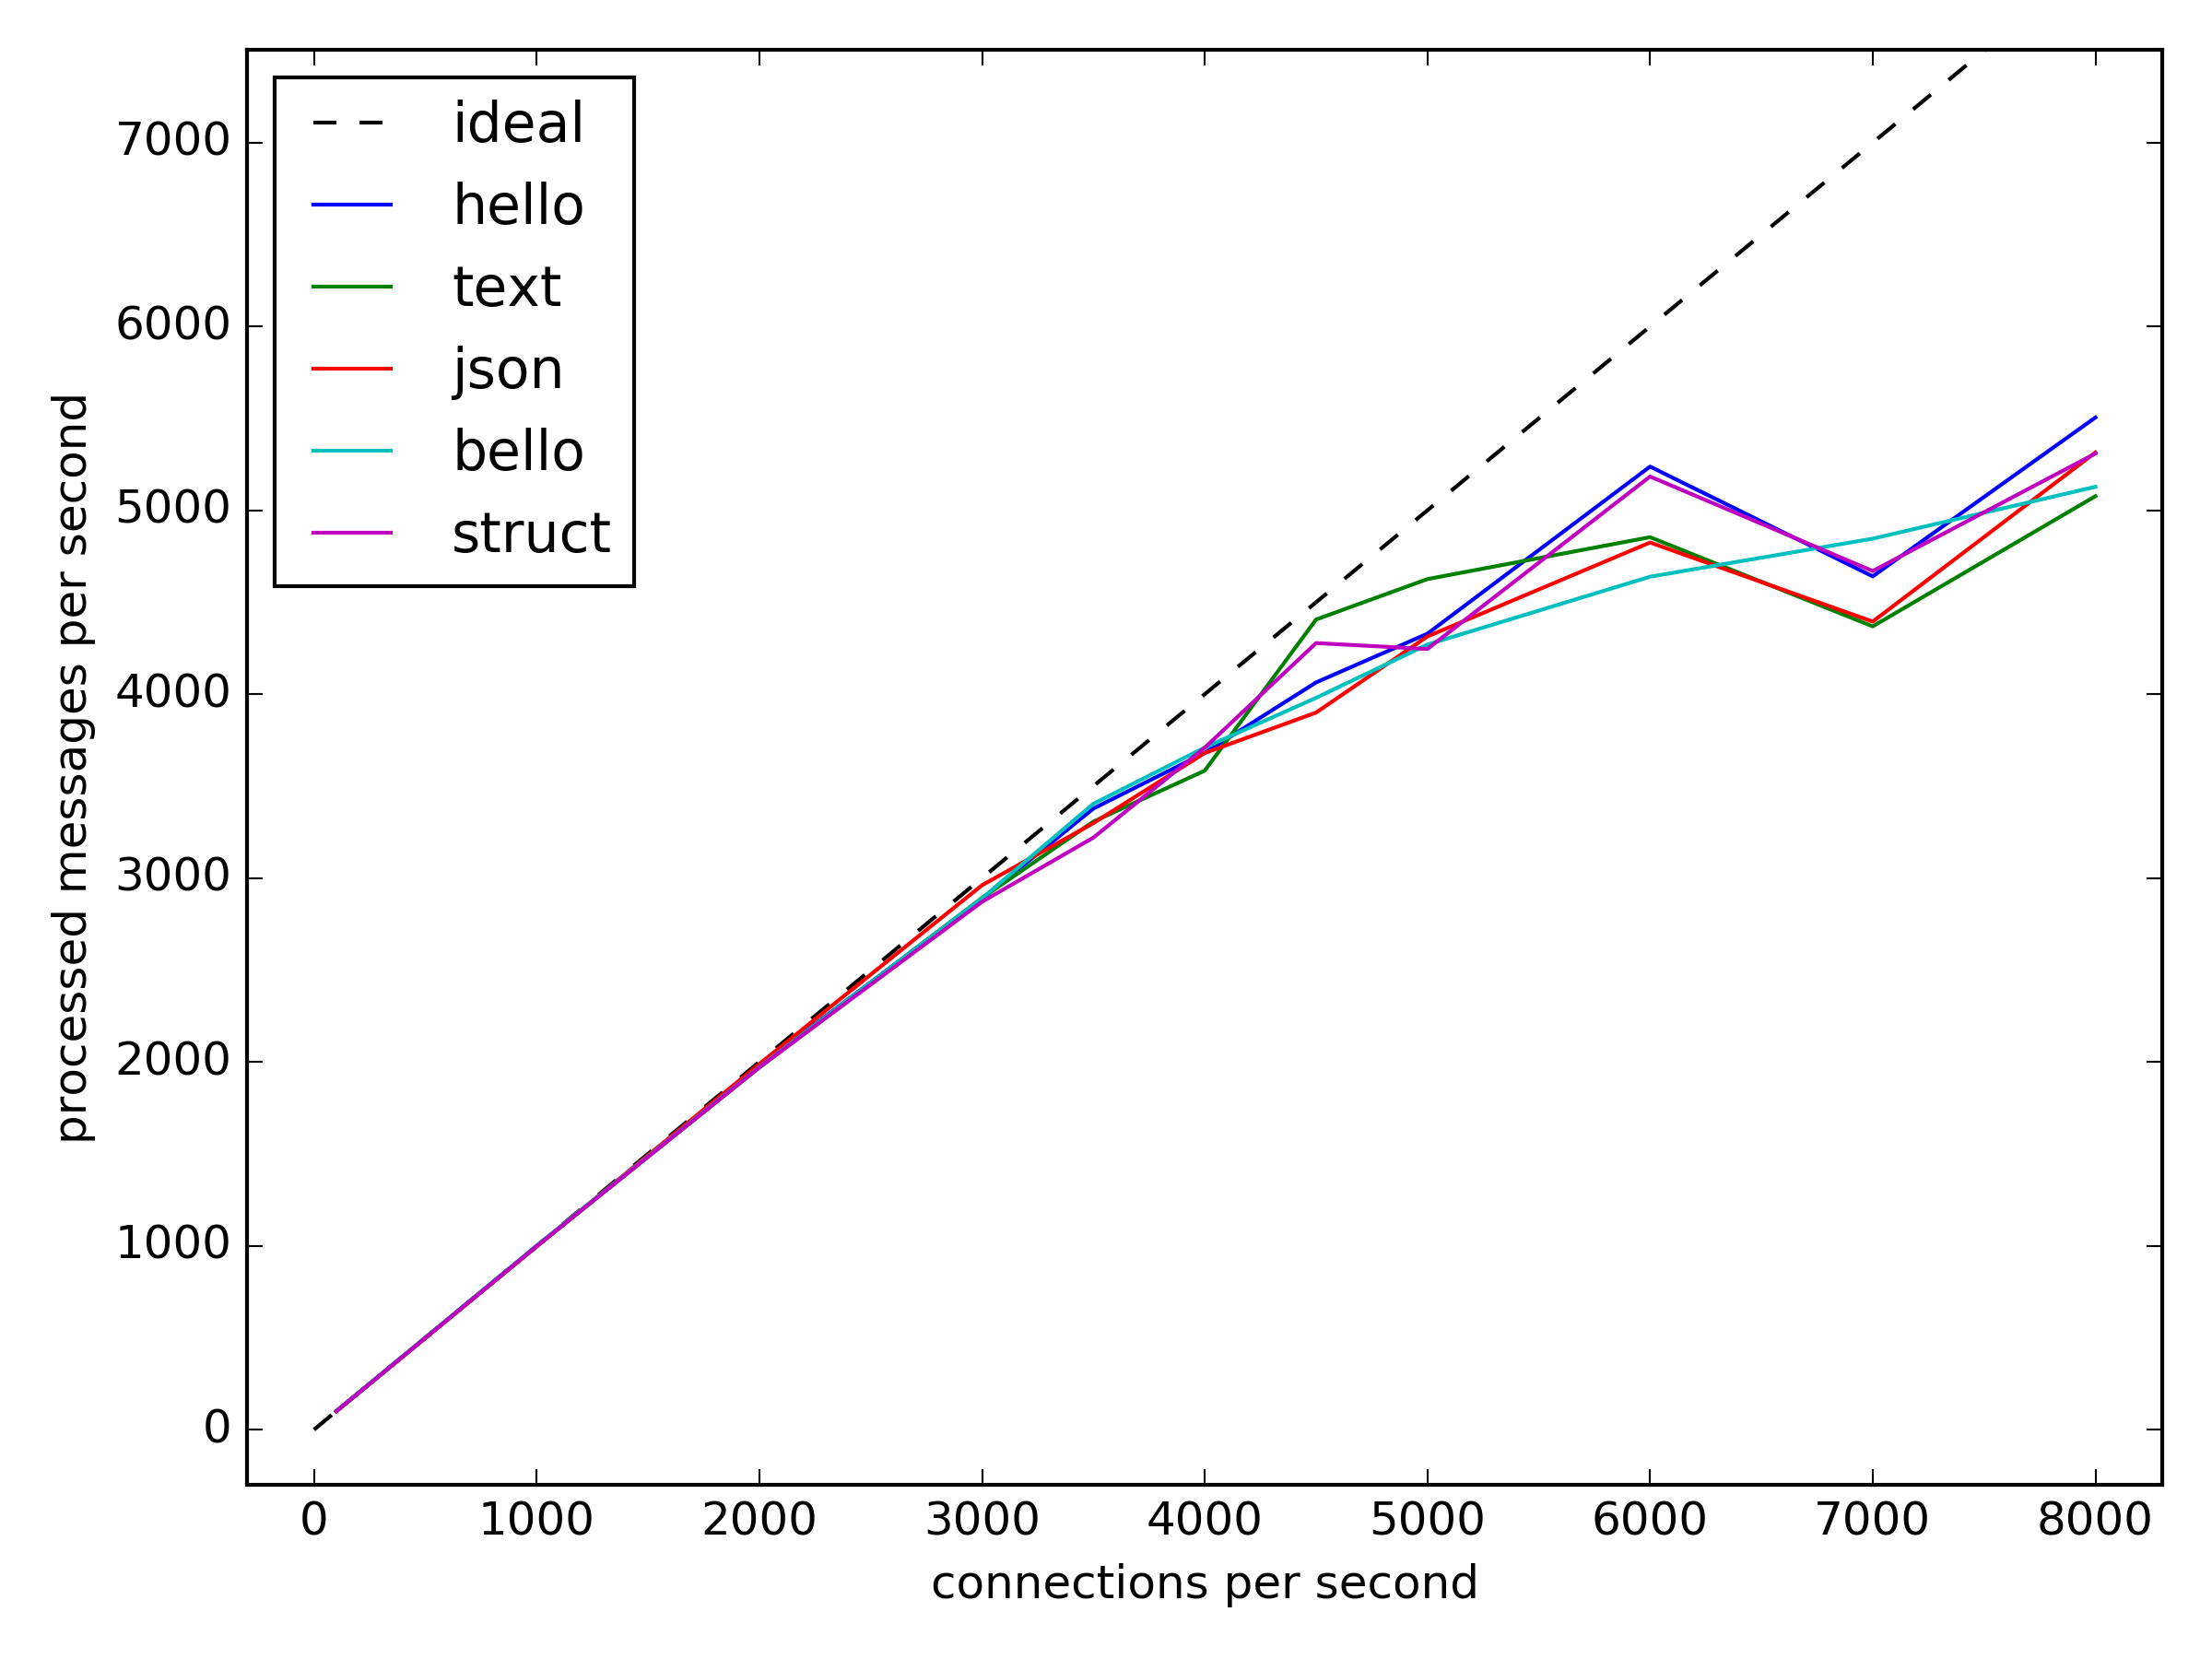 ideal
hello
text
json
bello
struct
7000
6000
5000
4000
3000
2000
1000
0
processed messages per second
0 1000 2000 3000 4000 5000 6000 7000 8000
connections per second